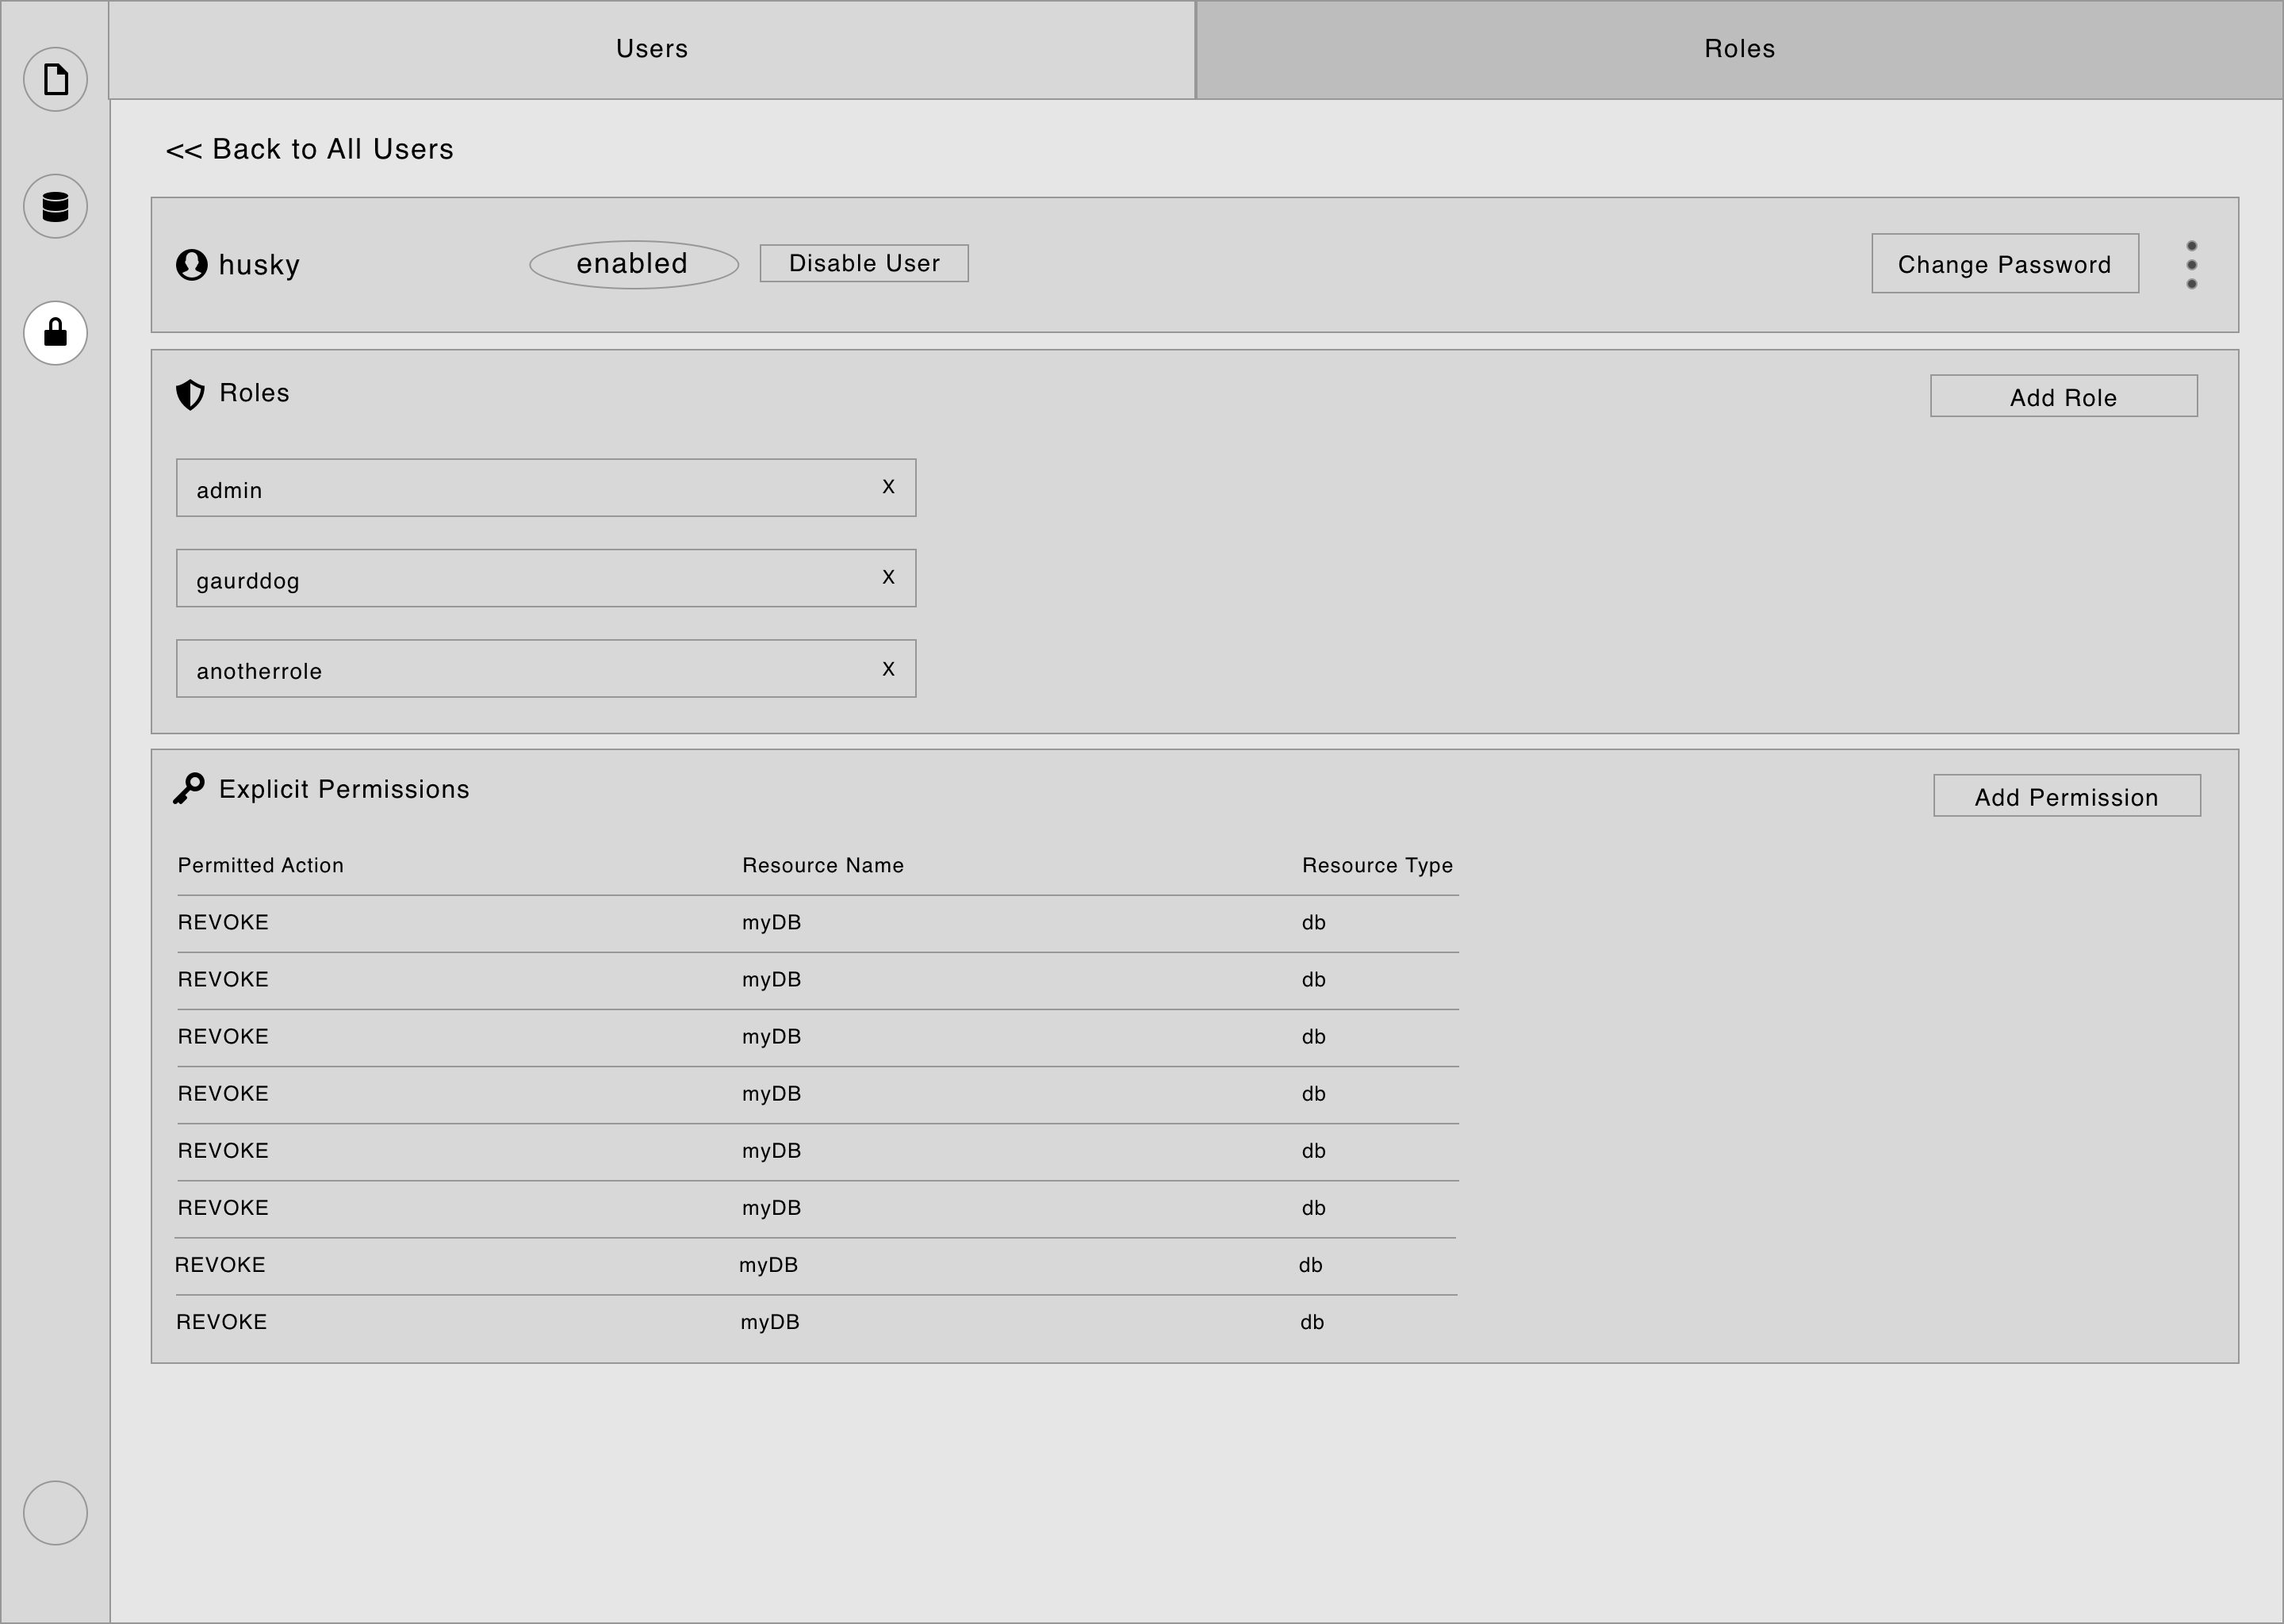 Users Roles
<< Back to All Users
husky enabled Disable User Change Password
Roles Add Role
admin X
gaurddog X
anotherrole X
Explicit Permissions Add Permission
Permitted Action Resource Name Resource Type
REVOKE myDB db
REVOKE myDB db
REVOKE myDB db
REVOKE myDB db
REVOKE myDB db
REVOKE myDB db
REVOKE myDB db
REVOKE myDB db